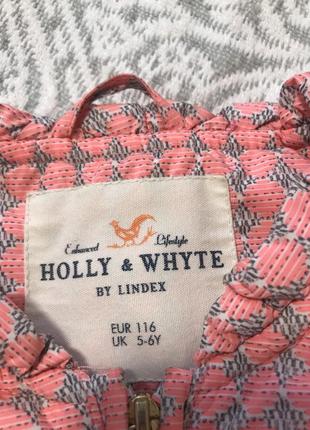 Enhanced Lifestyle
HOLLY & WHYTE
BY LINDEX
EUR 116
UK 5-6Y